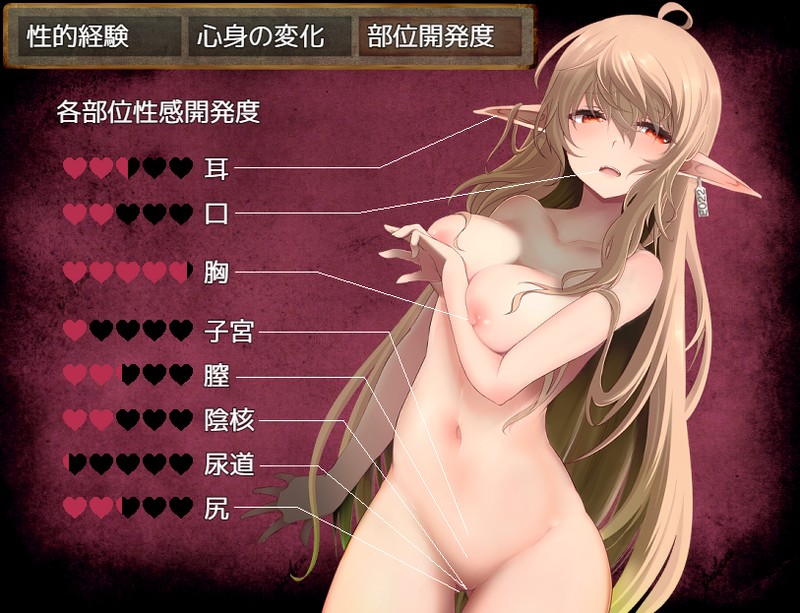 性的経験
心身の変化
部位開発度
各部位性感開発度
耳
口
胸
子宮
膣
陰核
尿道
尻